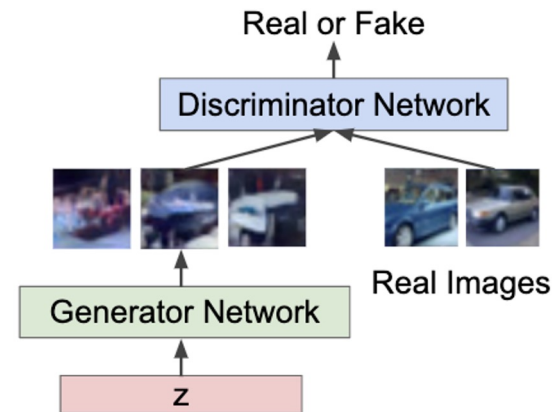 Real or Fake
Discriminator Network
Real Images
Generator Network
z